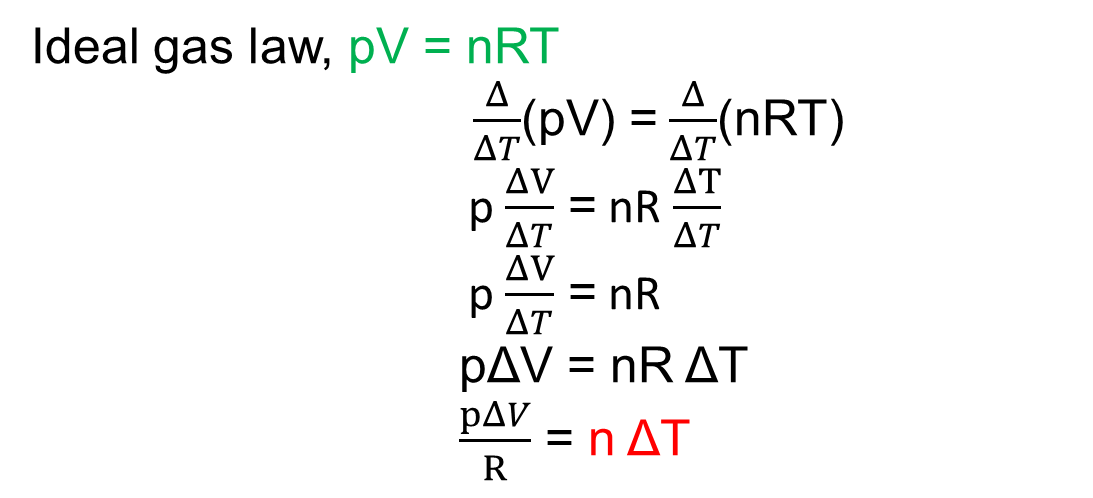 Ideal gas law, pV = nRT
Δ/ΔT(pV) = Δ/ΔT(nRT)
p ΔV/ΔT = nR ΔT/ΔT
p ΔV/ΔT = nR
pΔV = nR ΔT
pΔV/R = n ΔT